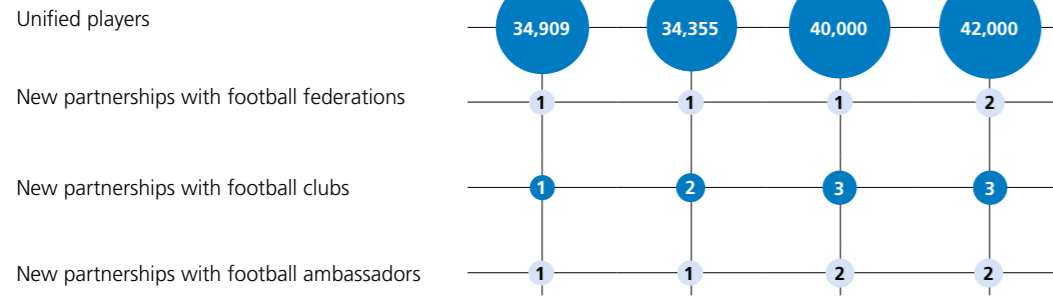 Unified players 34,909 34,355 40,000 42,000
New partnerships with football federations 1 1 1 2
New partnerships with football clubs 1 2 3 3
New partnerships with football ambassadors 1 1 2 2